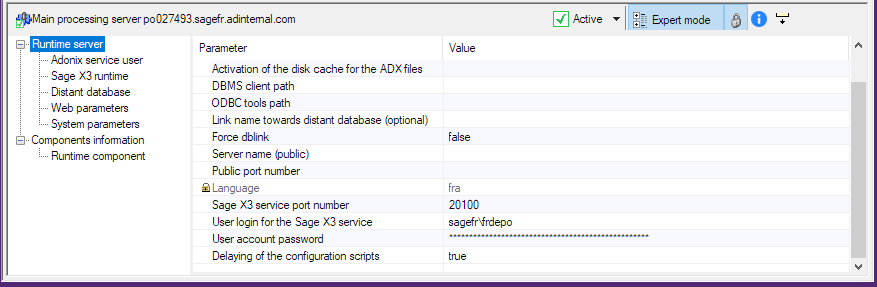 Main processing server po027493.sagefr.adinternal.com
Active
Expert mode
Runtime server
Adonix service user
Sage X3 runtime
Distant database
Web parameters
System parameters
Components information
Runtime component
Parameter Value
Activation of the disk cache for the ADX files
DBMS client path
ODBC tools path
Link name towards distant database (optional)
Force dblink false
Server name (public)
Public port number
Language fra
Sage X3 service port number 20100
User login for the Sage X3 service sagefr\frdepo
User account password **************************************************
Delaying of the configuration scripts true